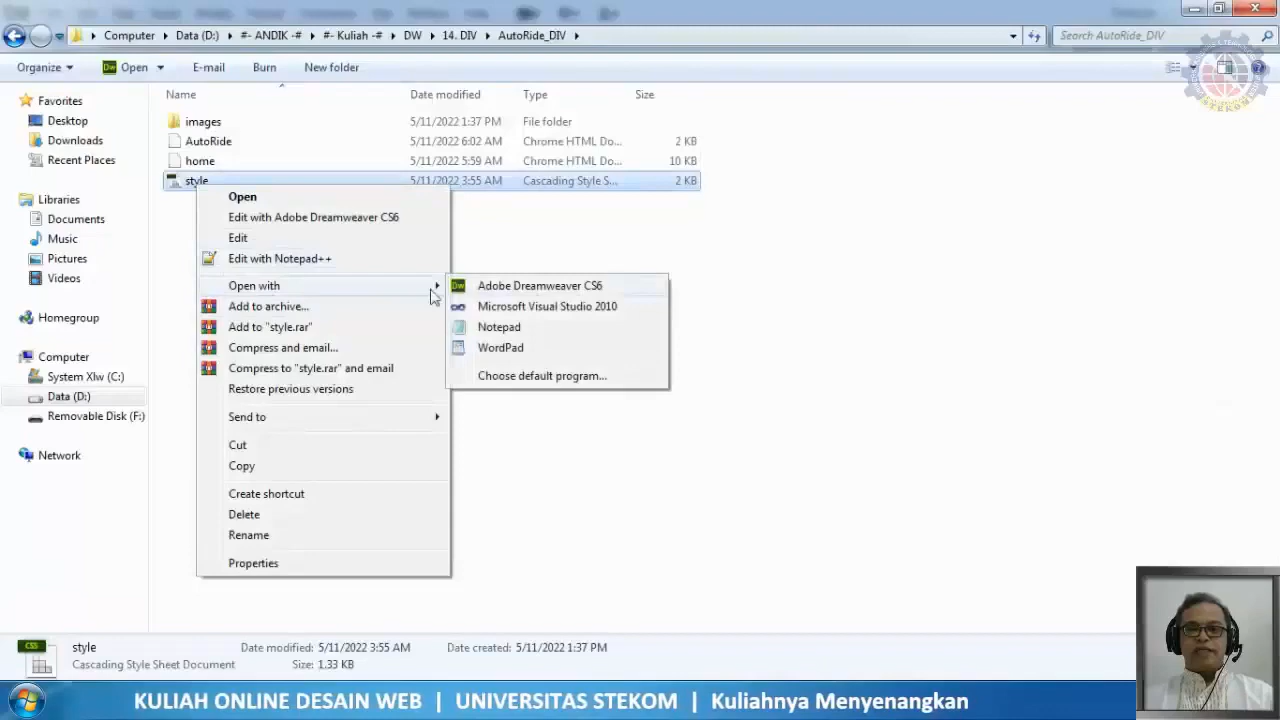 Computer ▸ Data (D:) ▸ #- ANDIK -# ▸ #- Kuliah -# ▸ DW ▸ 14. DIV ▸ AutoRide_DIV ▸
Search AutoRide_DIV
Organize Open E-mail Burn New folder
Name Date modified Type Size
Favorites
Desktop
Downloads
Recent Places
Libraries
Documents
Music
Pictures
Videos
Homegroup
Computer
System Xlw (C:)
Data (D:)
Removable Disk (F:)
Network
images 5/11/2022 1:37 PM File folder
AutoRide 5/11/2022 6:02 AM Chrome HTML Do... 2 KB
home 5/11/2022 5:59 AM Chrome HTML Do... 10 KB
style 5/11/2022 3:55 AM Cascading Style S... 2 KB
Open
Edit with Adobe Dreamweaver CS6
Edit
Edit with Notepad++
Open with
Add to archive...
Add to "style.rar"
Compress and email...
Compress to "style.rar" and email
Restore previous versions
Send to
Cut
Copy
Create shortcut
Delete
Rename
Properties
Dw Adobe Dreamweaver CS6
Microsoft Visual Studio 2010
Notepad
WordPad
Choose default program...
CSS
style Date modified: 5/11/2022 3:55 AM Date created: 5/11/2022 1:37 PM
Cascading Style Sheet Document Size: 1.33 KB
STEKOM
KULIAH ONLINE DESAIN WEB | UNIVERSITAS STEKOM | Kuliahnya Menyenangkan